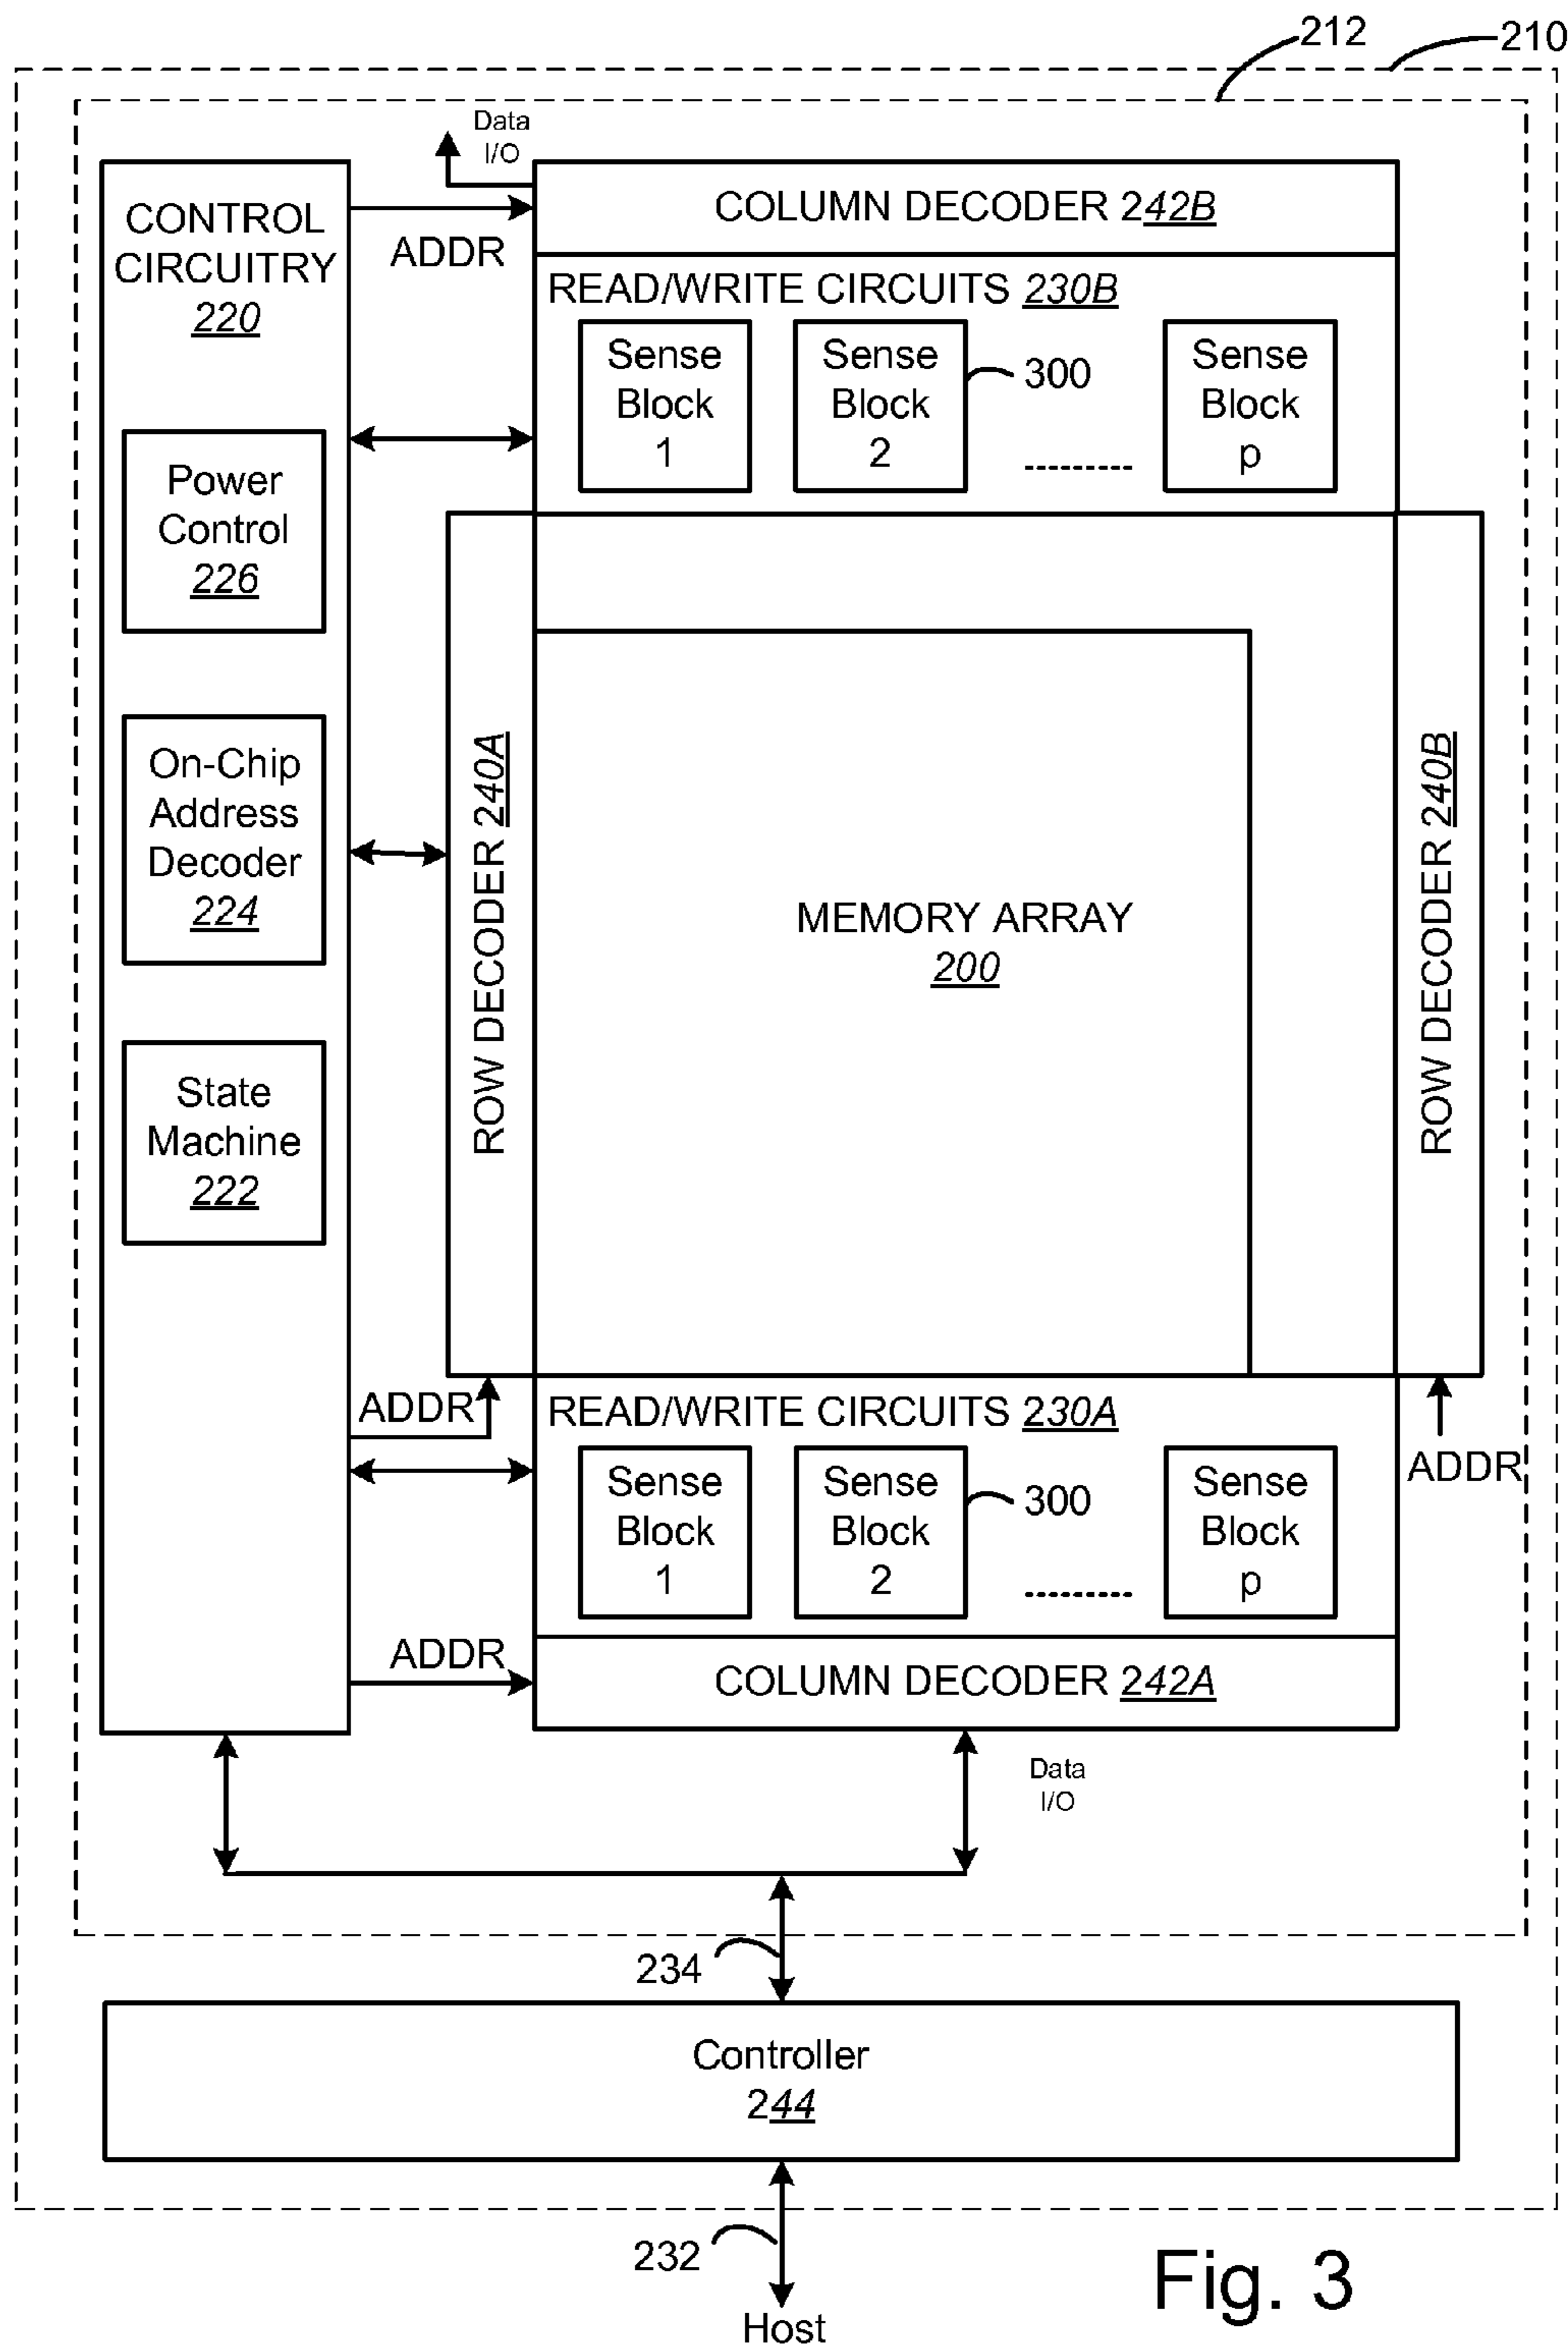 212
210
Data
I/O
CONTROL
CIRCUITRY
220
ADDR
COLUMN DECODER 242B
READ/WRITE CIRCUITS 230B
Sense
Block
1
Sense
Block
2
300
.........
Sense
Block
p
Power
Control
226
On-Chip
Address
Decoder
224
State
Machine
222
ROW DECODER 240A
MEMORY ARRAY
200
ROW DECODER 240B
ADDR
READ/WRITE CIRCUITS 230A
Sense
Block
1
Sense
Block
2
300
.........
Sense
Block
p
ADDR
ADDR
COLUMN DECODER 242A
Data
I/O
234
Controller
244
232
Host
Fig. 3